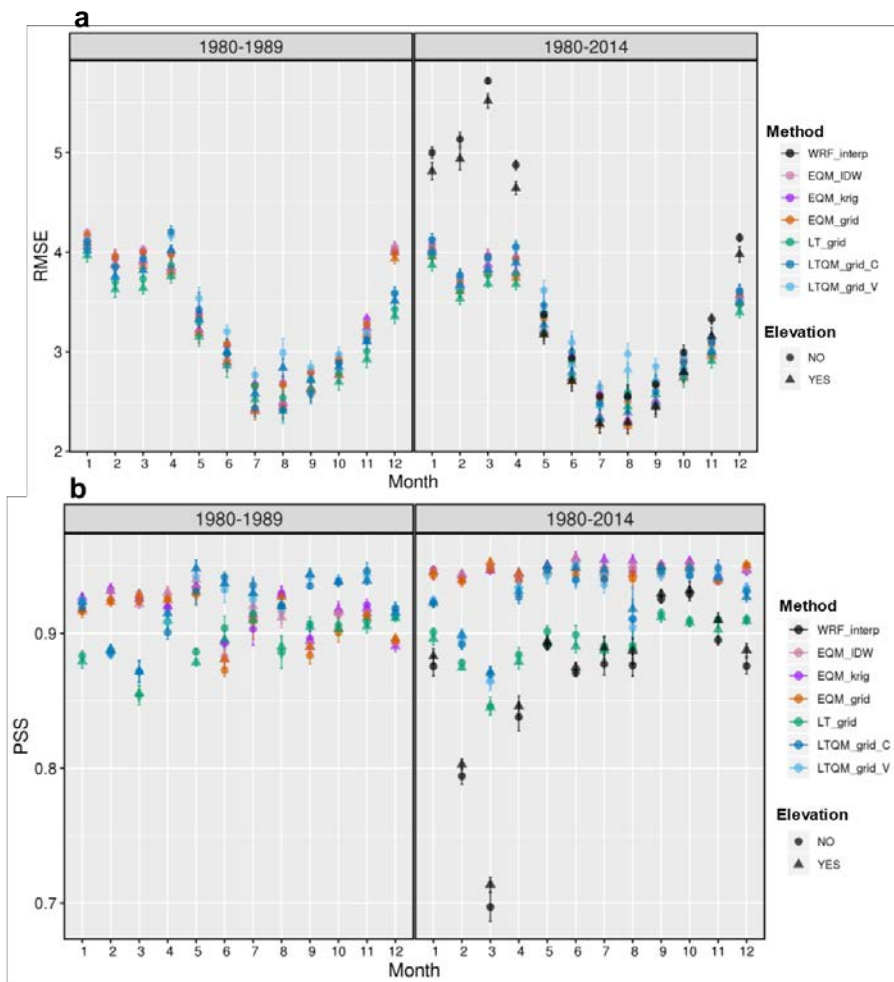 a
1980-1989 1980-2014
RMSE
5
4
3
2
1 2 3 4 5 6 7 8 9 10 11 12 1 2 3 4 5 6 7 8 9 10 11 12
Month
Method
WRF_interp
EQM_IDW
EQM_krig
EQM_grid
LT_grid
LTQM_grid_C
LTQM_grid_V
Elevation
NO
YES
b
1980-1989 1980-2014
PSS
0.9
0.8
0.7
1 2 3 4 5 6 7 8 9 10 11 12 1 2 3 4 5 6 7 8 9 10 11 12
Month
Method
WRF_interp
EQM_IDW
EQM_krig
EQM_grid
LT_grid
LTQM_grid_C
LTQM_grid_V
Elevation
NO
YES